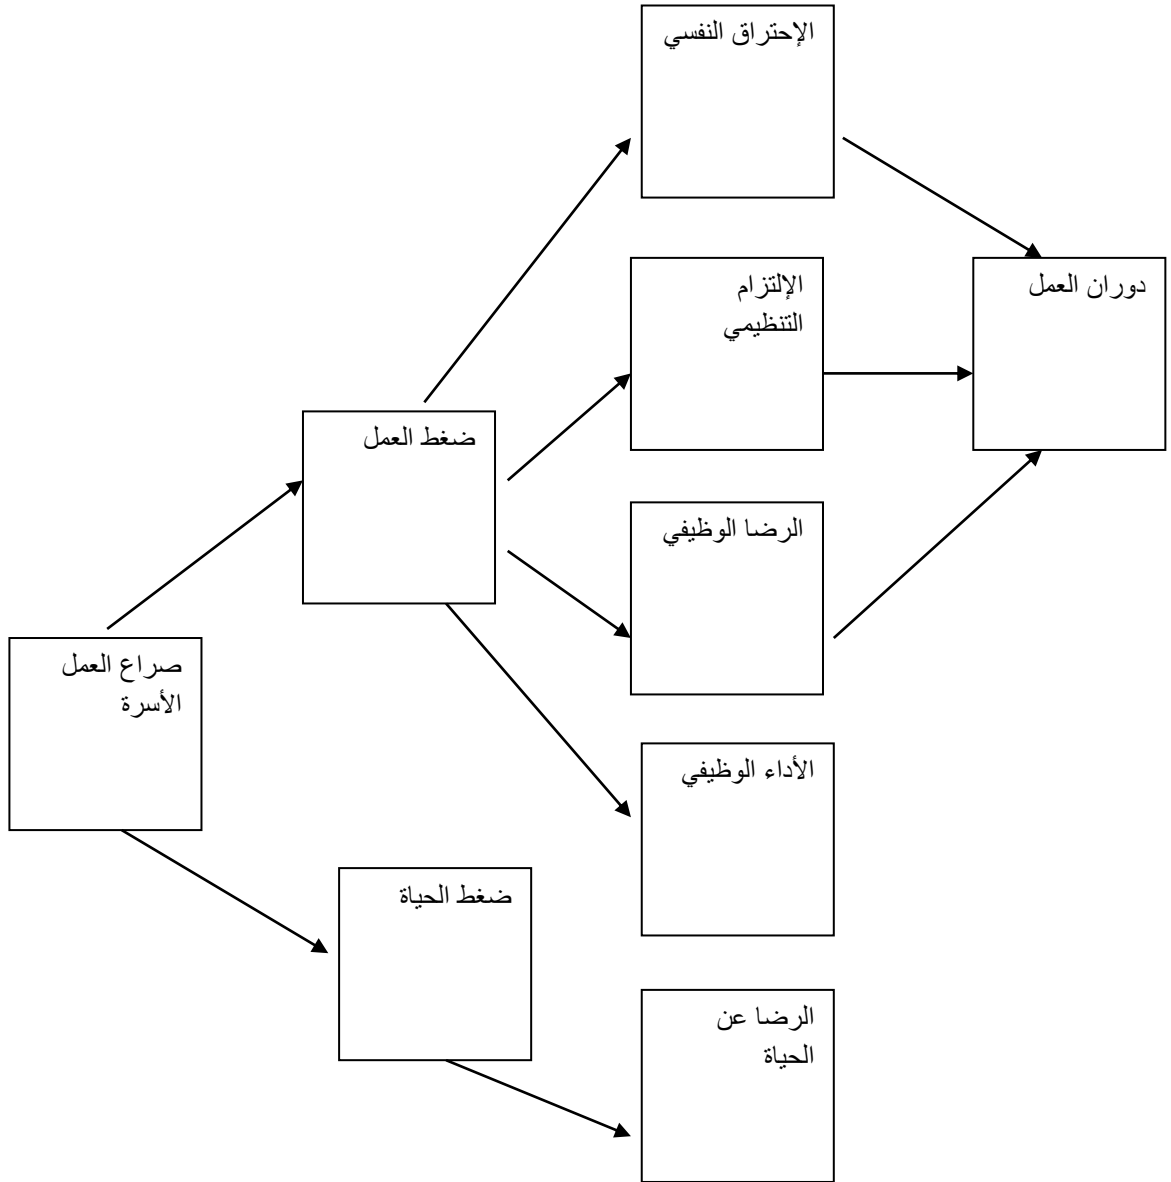 الإحتراق النفسي
الإلتزام
التنظيمي
دوران العمل
ضغط العمل
الرضا الوظيفي
صراع العمل
الأسرة
الأداء الوظيفي
ضغط الحياة
الرضا عن
الحياة